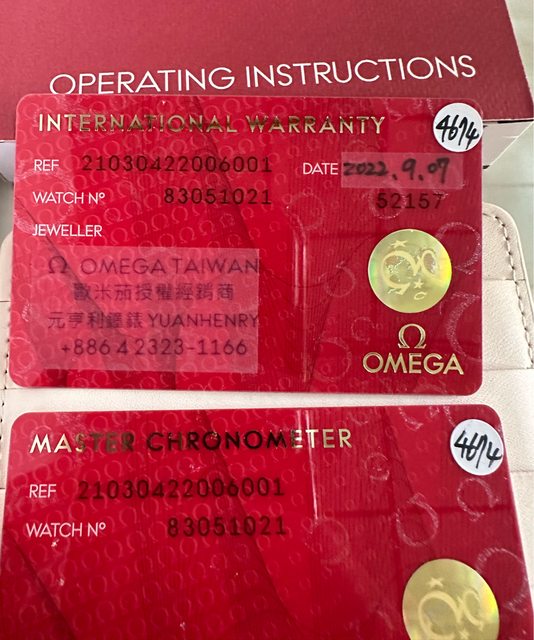 OPERATING INSTRUCTIONS
INTERNATIONAL WARRANTY
4674
REF 21030422006001 DATE 2022.9.07
WATCH Nº 83051021 52157
JEWELLER
Ω OMEGA TAIWAN
歐米茄授權經銷商
元亨利鐘錶 YUANHENRY
+886 4 2323-1166
Ω
OMEGA
MASTER CHRONOMETER
4674
REF 21030422006001
WATCH Nº 83051021